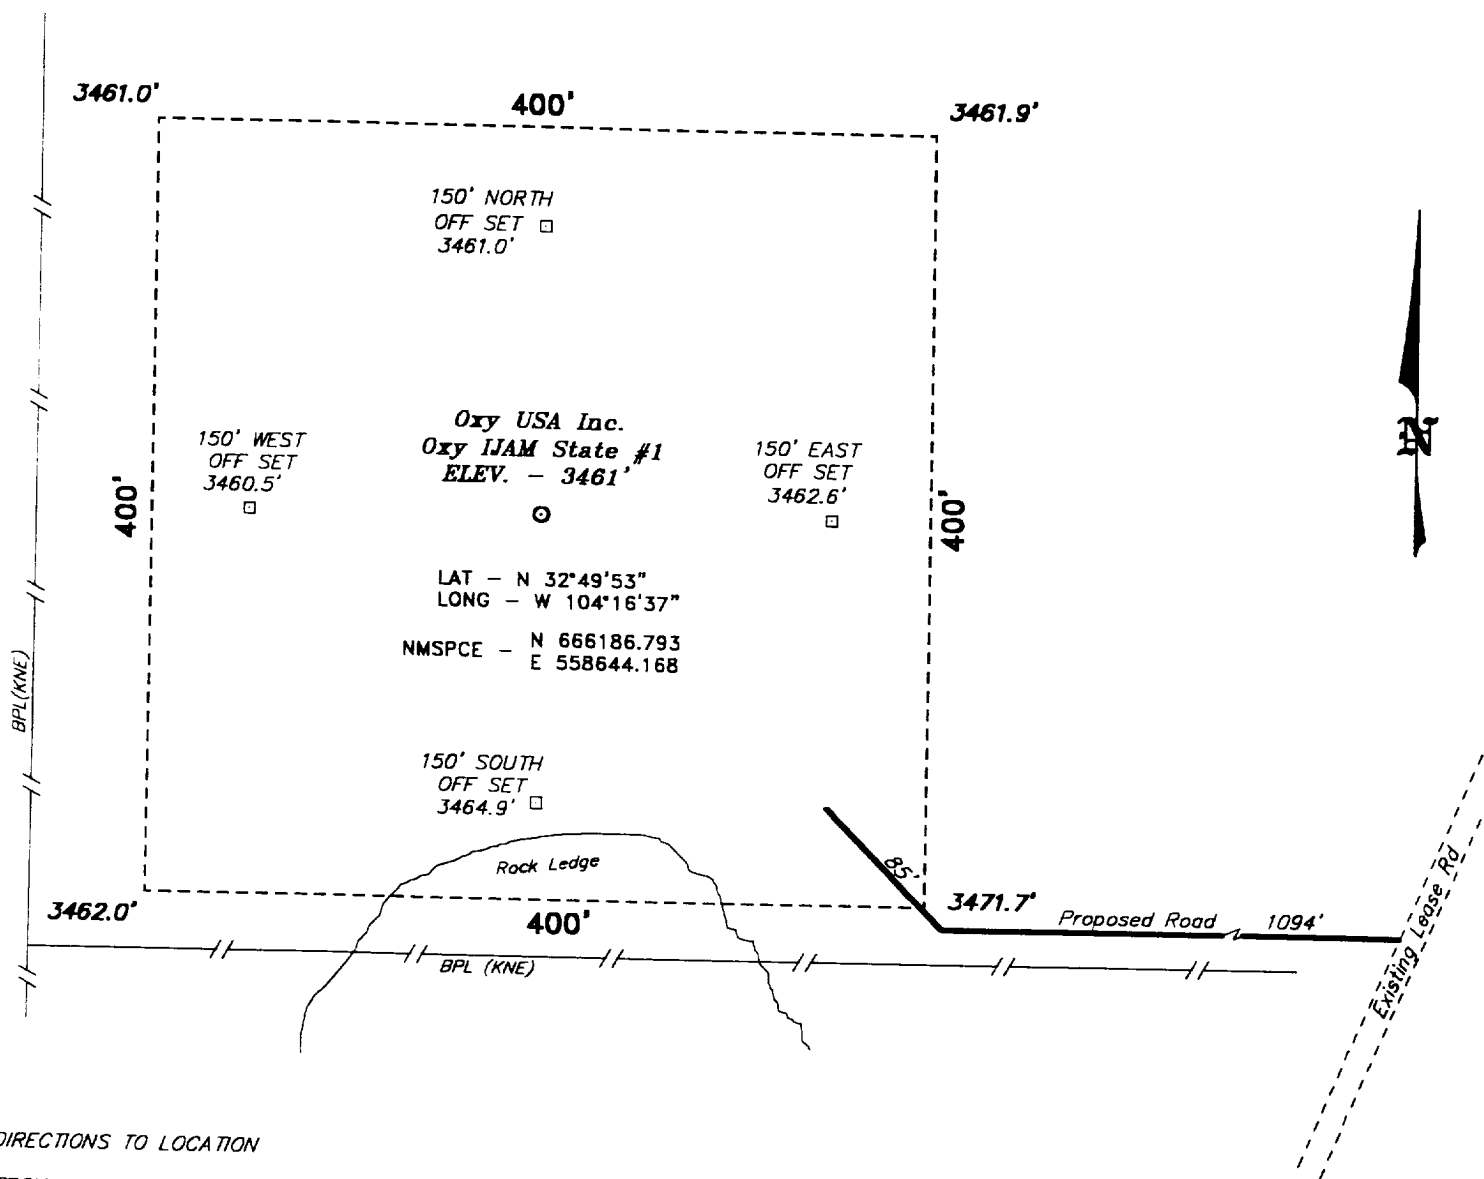 3461.0'
400'
3461.9'
150' NORTH
OFF SET
3461.0'
Oxy USA Inc.
Oxy IJAM State #1
ELEV. - 3461'
150' WEST
OFF SET
3460.5'
150' EAST
OFF SET
3462.6'
400'
400'
N
LAT - N 32°49'53"
LONG - W 104°16'37"
NMSPCE - N 666186.793
E 558644.168
BPL(KNE)
150' SOUTH
OFF SET
3464.9'
Rock Ledge
85'
3462.0'
400'
3471.7'
Proposed Road 1094'
BPL (KNE)
Existing Lease Rd
DIRECTIONS TO LOCATION